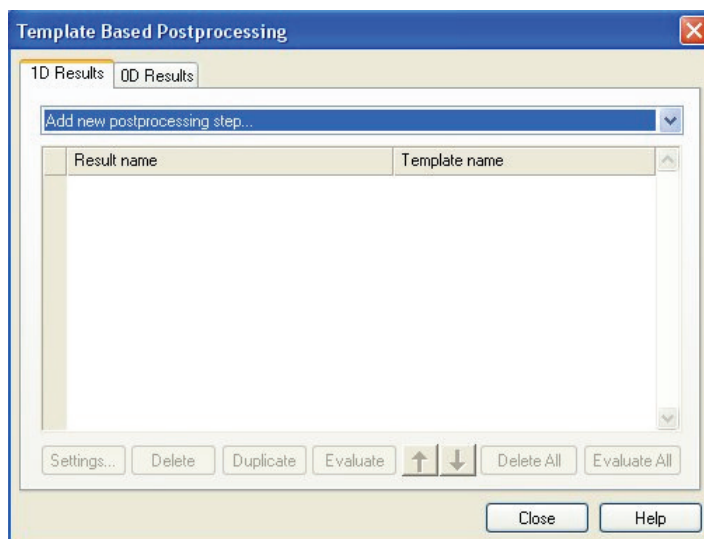 Template Based Postprocessing
1D Results 0D Results
Add new postprocessing step...
Result name Template name
Settings... Delete Duplicate Evaluate Delete All Evaluate All
Close Help